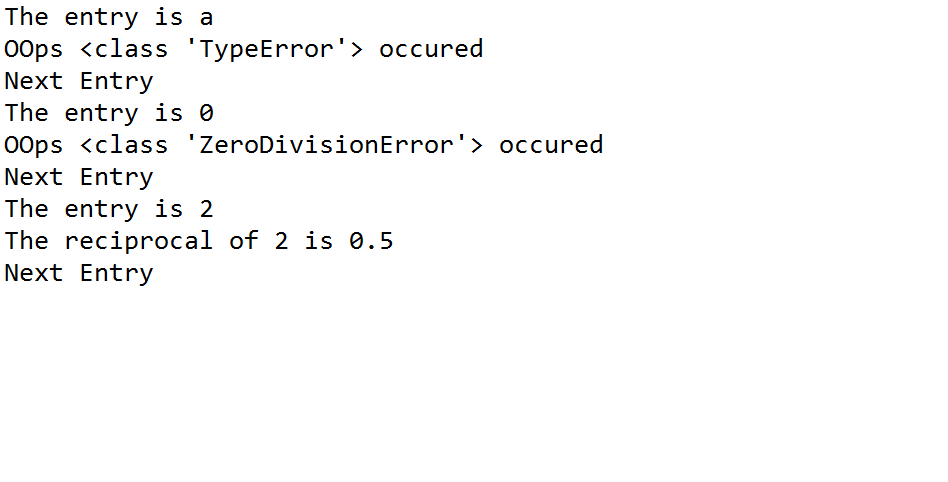 The entry is a
OOps <class 'TypeError'> occured
Next Entry
The entry is 0
OOps <class 'ZeroDivisionError'> occured
Next Entry
The entry is 2
The reciprocal of 2 is 0.5
Next Entry